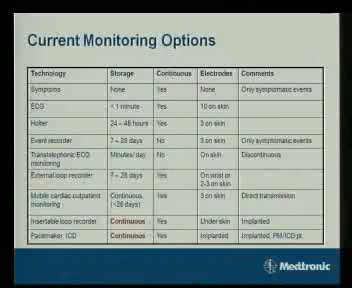 Current Monitoring Options
Technology Storage Continuous Electrodes Comments
Symptoms None Yes None Only symptomatic events
ECG < 1 minute Yes 10 on skin
Holter 24 – 48 hours Yes 3 on skin
Event recorder 7 – 28 days No 3 on skin Only symptomatic events
Transtelephonic ECG monitoring Minutes/day No On skin Discontinuous
External loop recorder 7 – 28 days Yes On wrist or 2-3 on skin
Mobile cardiac outpatient monitoring Continuous, (<28 days) Yes 3 on skin Direct transmission
Insertable loop recorder Continuous Yes Under skin Implanted
Pacemaker, ICD Continuous Yes Implanted Implanted, PM/ICD pt.
Medtronic